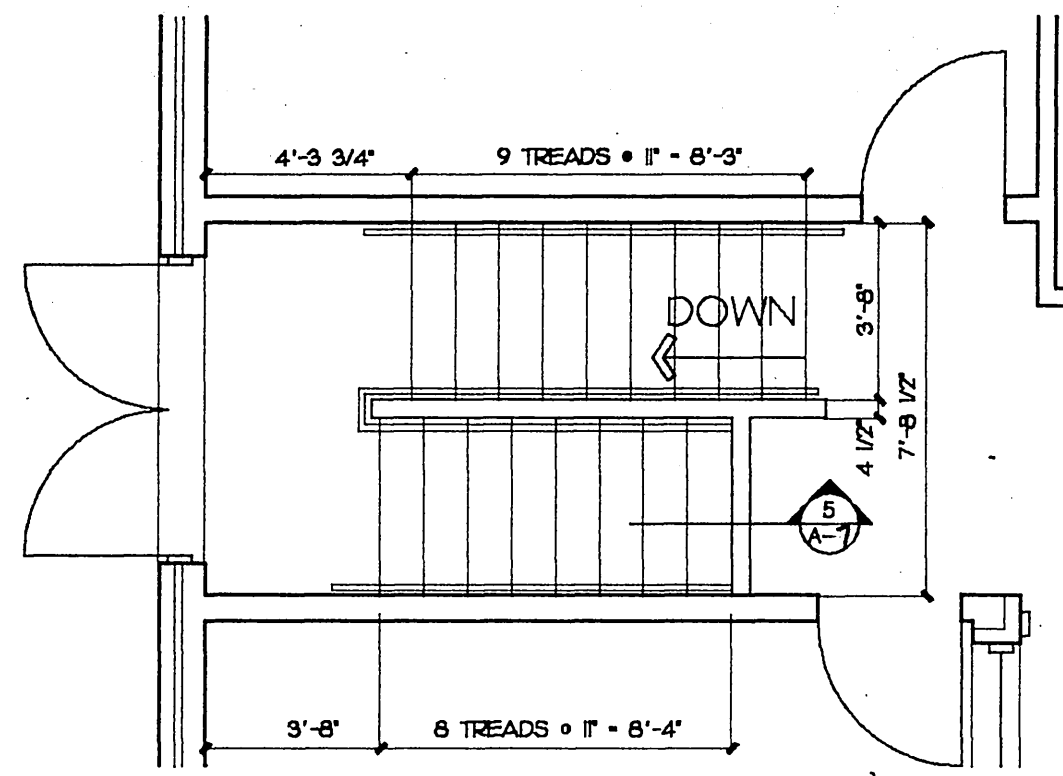 4'-3 3/4"
9 TREADS @ 11" = 8'-3"
DOWN
3'-8"
7'-8 1/2"
4 1/2"
5
A-7
3'-8"
8 TREADS @ 11" = 8'-4"